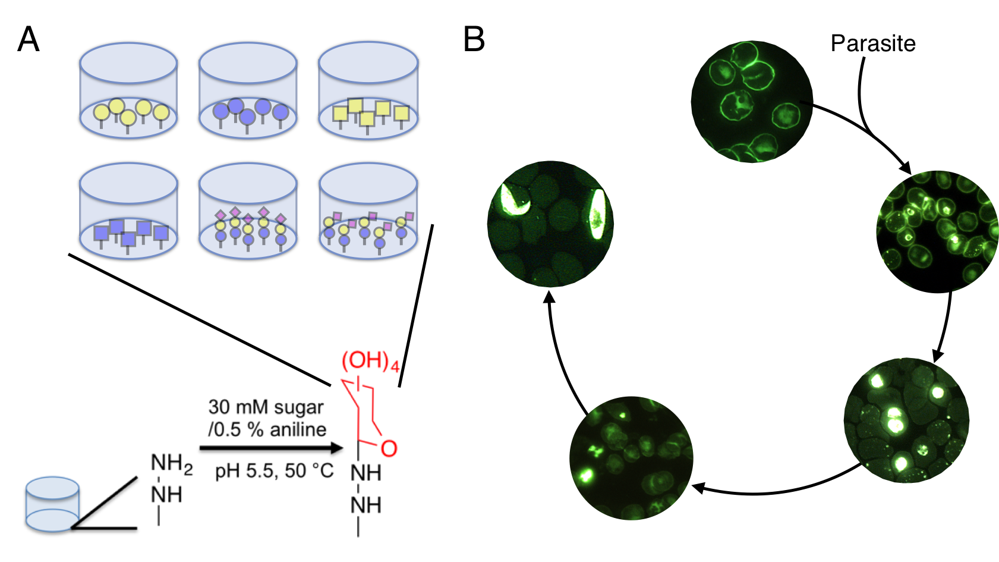 A
B
Parasite
(OH)4
30 mM sugar
/0.5 % aniline
pH 5.5, 50 °C
O
NH2
NH
NH
NH